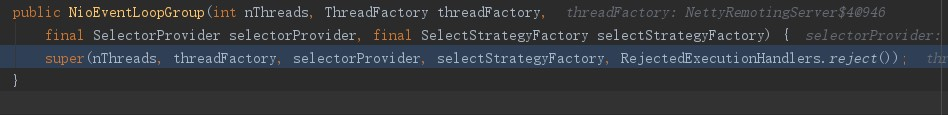 public NioEventLoopGroup(int nThreads, ThreadFactory threadFactory, threadFactory: NettyRemotingServer$4@946
final SelectorProvider selectorProvider, final SelectStrategyFactory selectStrategyFactory) { selectorProvider:
super(nThreads, threadFactory, selectorProvider, selectStrategyFactory, RejectedExecutionHandlers.reject()); thr
}